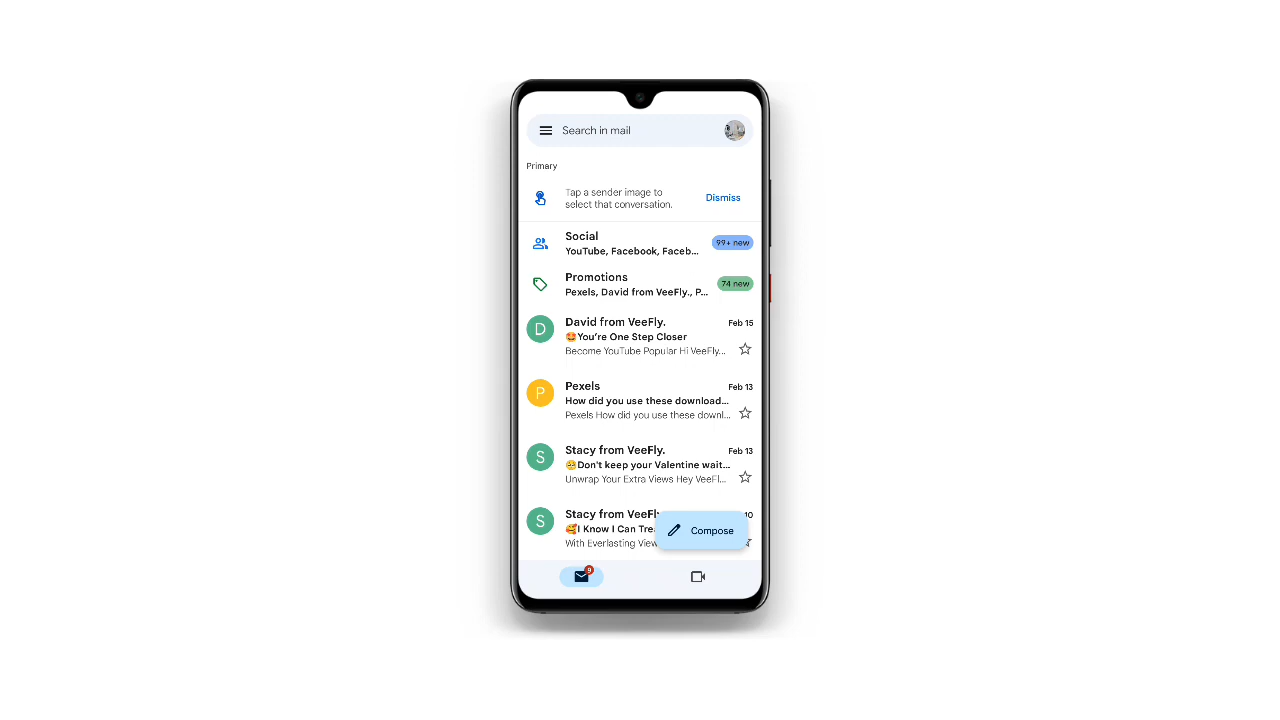 Search in mail
Primary
Tap a sender image to
select that conversation.
Dismiss
Social
YouTube, Facebook, Faceb...
99+ new
Promotions
Pexels, David from VeeFly., P...
74 new
D
David from VeeFly.
Feb 15
🤩You're One Step Closer
Become YouTube Popular Hi VeeFly...
P
Pexels
Feb 13
How did you use these download...
Pexels How did you use these downl...
S
Stacy from VeeFly.
Feb 13
🥺Don't keep your Valentine wait...
Unwrap Your Extra Views Hey VeeFl...
S
Stacy from VeeFly
10
🥰I Know I Can Trea
With Everlasting View
Compose
9